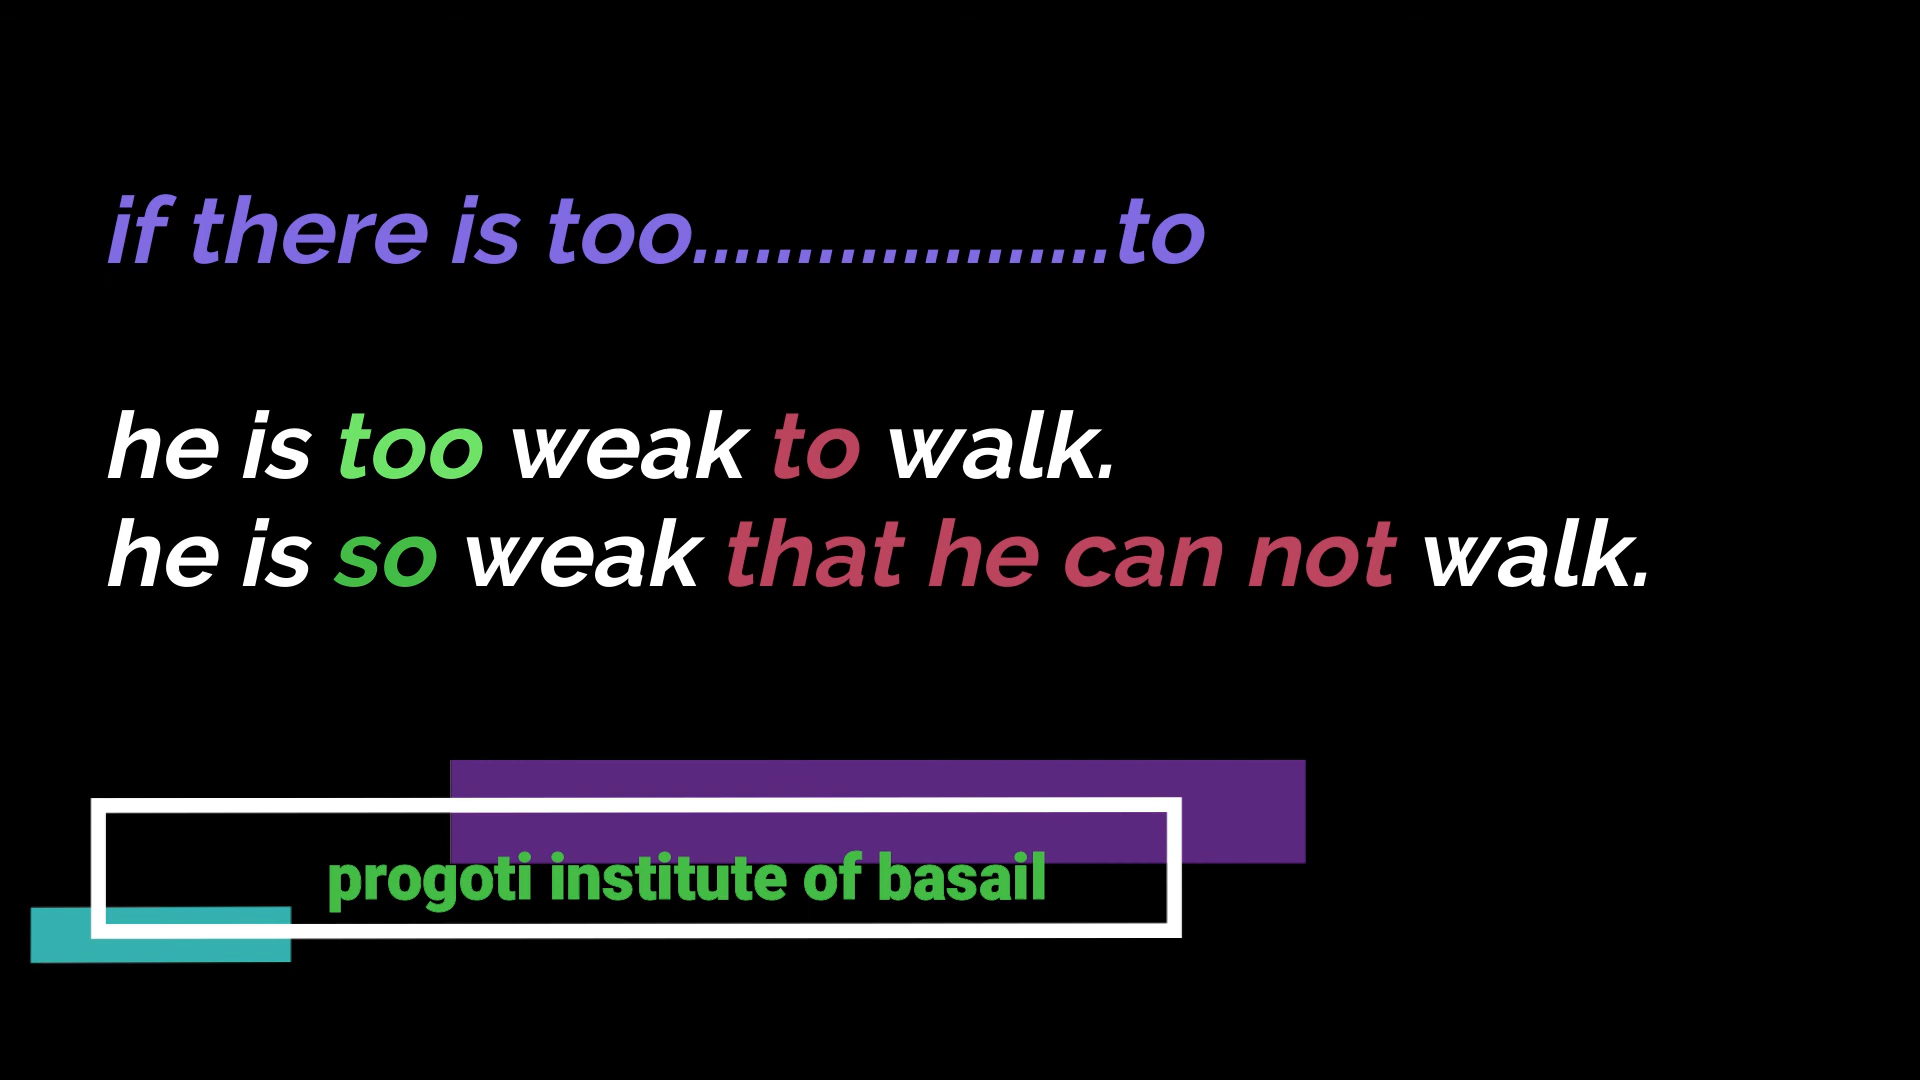 if there is too....................to
he is too weak to walk.
he is so weak that he can not walk.
progoti institute of basail